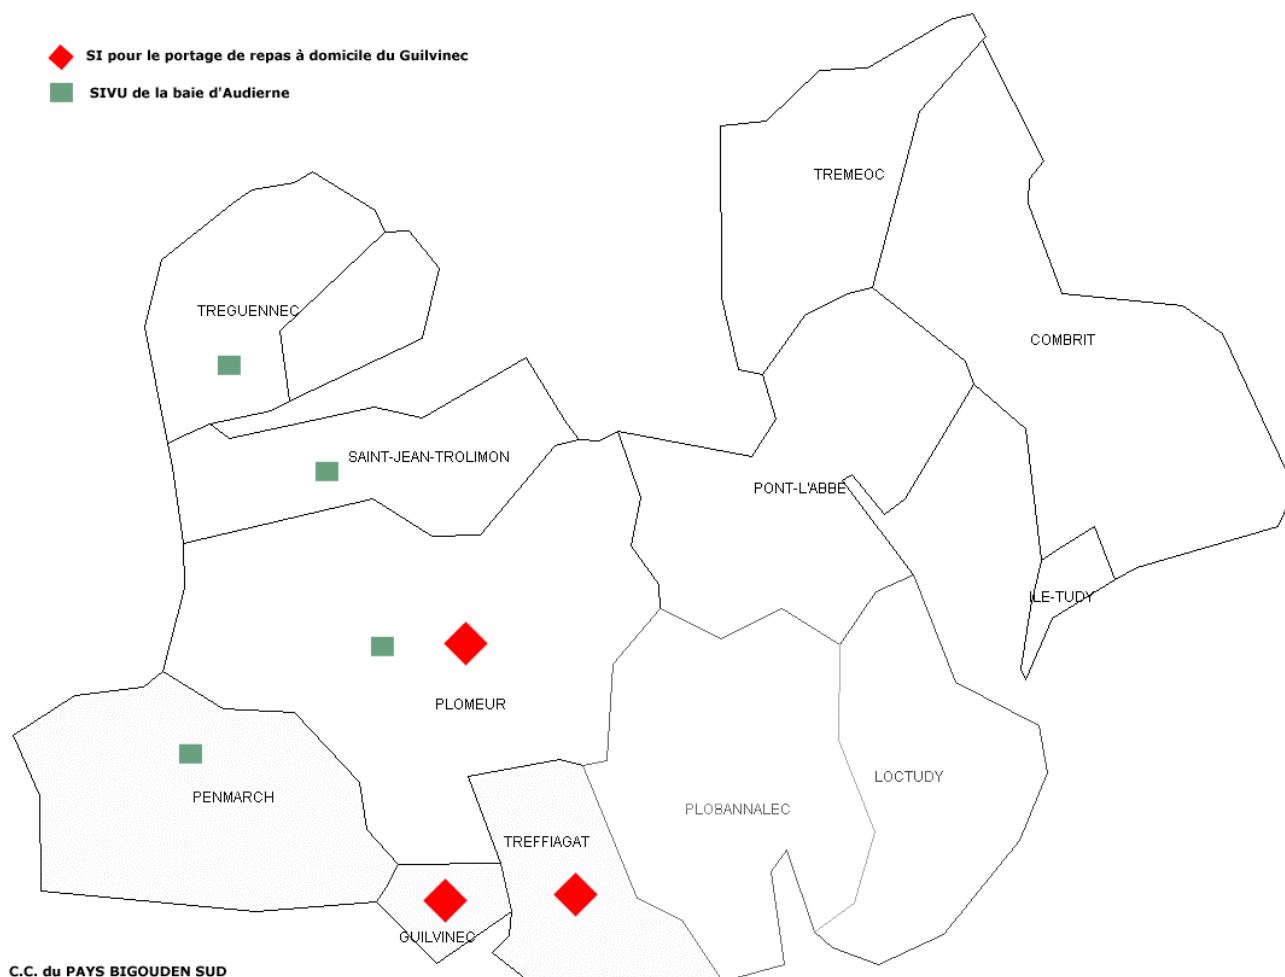 SI pour le portage de repas à domicile du Guilvinec
SIVU de la baie d'Audierne
TREMEOC
TREGUENNEC
COMBRIT
SAINT-JEAN-TROLIMON
PONT-L'ABBE
ILE-TUDY
PLOMEUR
LOCTUDY
PENMARCH
PLOBANNALEC
TREFFIAGAT
GUILVINEC
C.C. du PAYS BIGOUDEN SUD